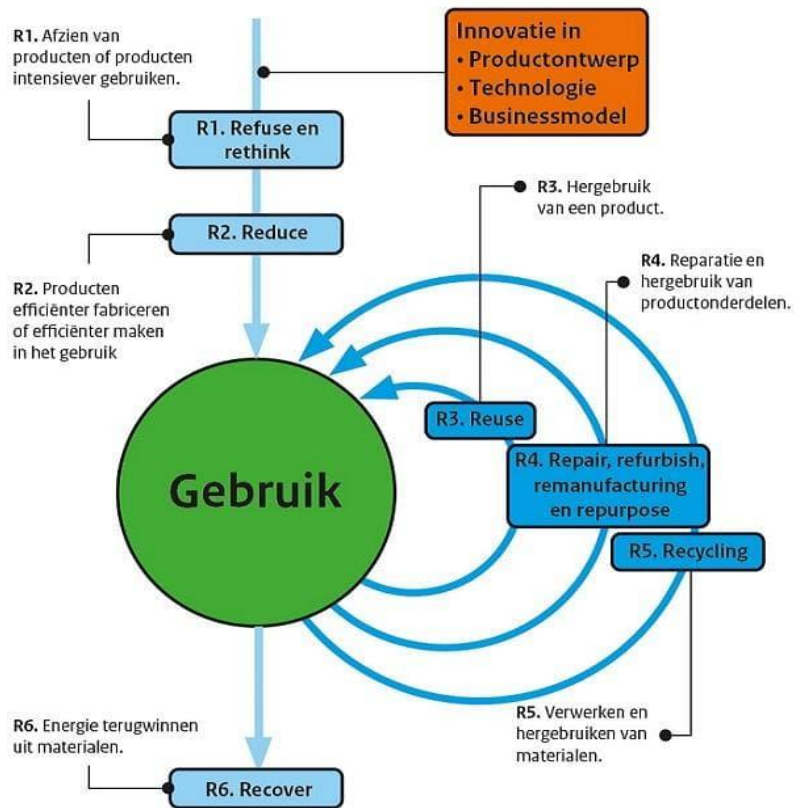 R1. Afzien van
producten of producten
intensiever gebruiken.
Innovatie in
• Productontwerp
• Technologie
• Businessmodel
R1. Refuse en
rethink
R3. Hergebruik
van een product.
R2. Reduce
R4. Reparatie en
hergebruik van
productonderdelen.
R2. Producten
efficiënter fabriceren
of efficiënter maken
in het gebruik
R3. Reuse
R4. Repair, refurbish,
remanufacturing
en repurpose
Gebruik
R5. Recycling
R6. Energie terugwinnen
uit materialen.
R5. Verwerken en
hergebruiken van
materialen.
R6. Recover